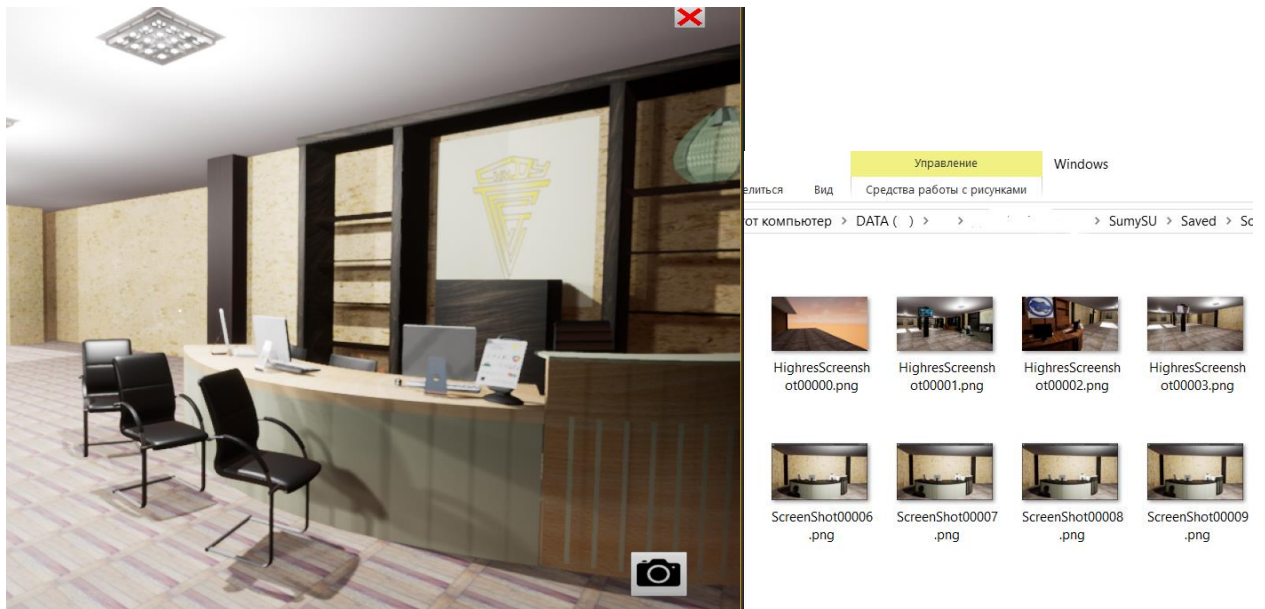 Управление
Windows
елиться
Вид
Средства работы с рисунками
тот компьютер > DATA ( ) > > > SumySU > Saved > Sc
HighresScreensh
ot00000.png
HighresScreensh
ot00001.png
HighresScreensh
ot00002.png
HighresScreensh
ot00003.png
ScreenShot00006
.png
ScreenShot00007
.png
ScreenShot00008
.png
ScreenShot00009
.png